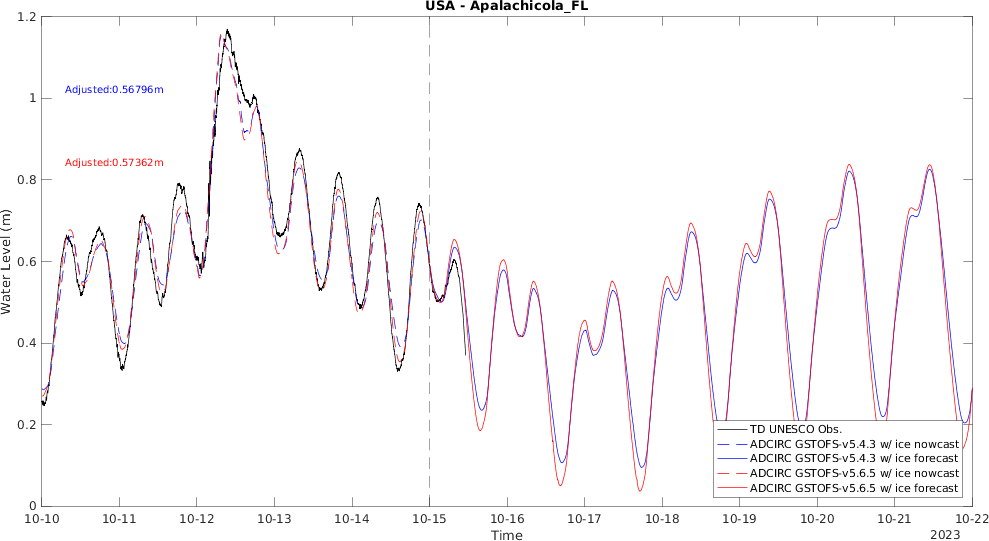 USA - Apalachicola_FL
1.2
1
0.8
0.6
0.4
0.2
0
Water Level (m)
Adjusted:0.56796m
Adjusted:0.57362m
TD UNESCO Obs.
ADCIRC GSTOFS-v5.4.3 w/ ice nowcast
ADCIRC GSTOFS-v5.4.3 w/ ice forecast
ADCIRC GSTOFS-v5.6.5 w/ ice nowcast
ADCIRC GSTOFS-v5.6.5 w/ ice forecast
10-10 10-11 10-12 10-13 10-14 10-15 10-16 10-17 10-18 10-19 10-20 10-21 10-22
Time
2023